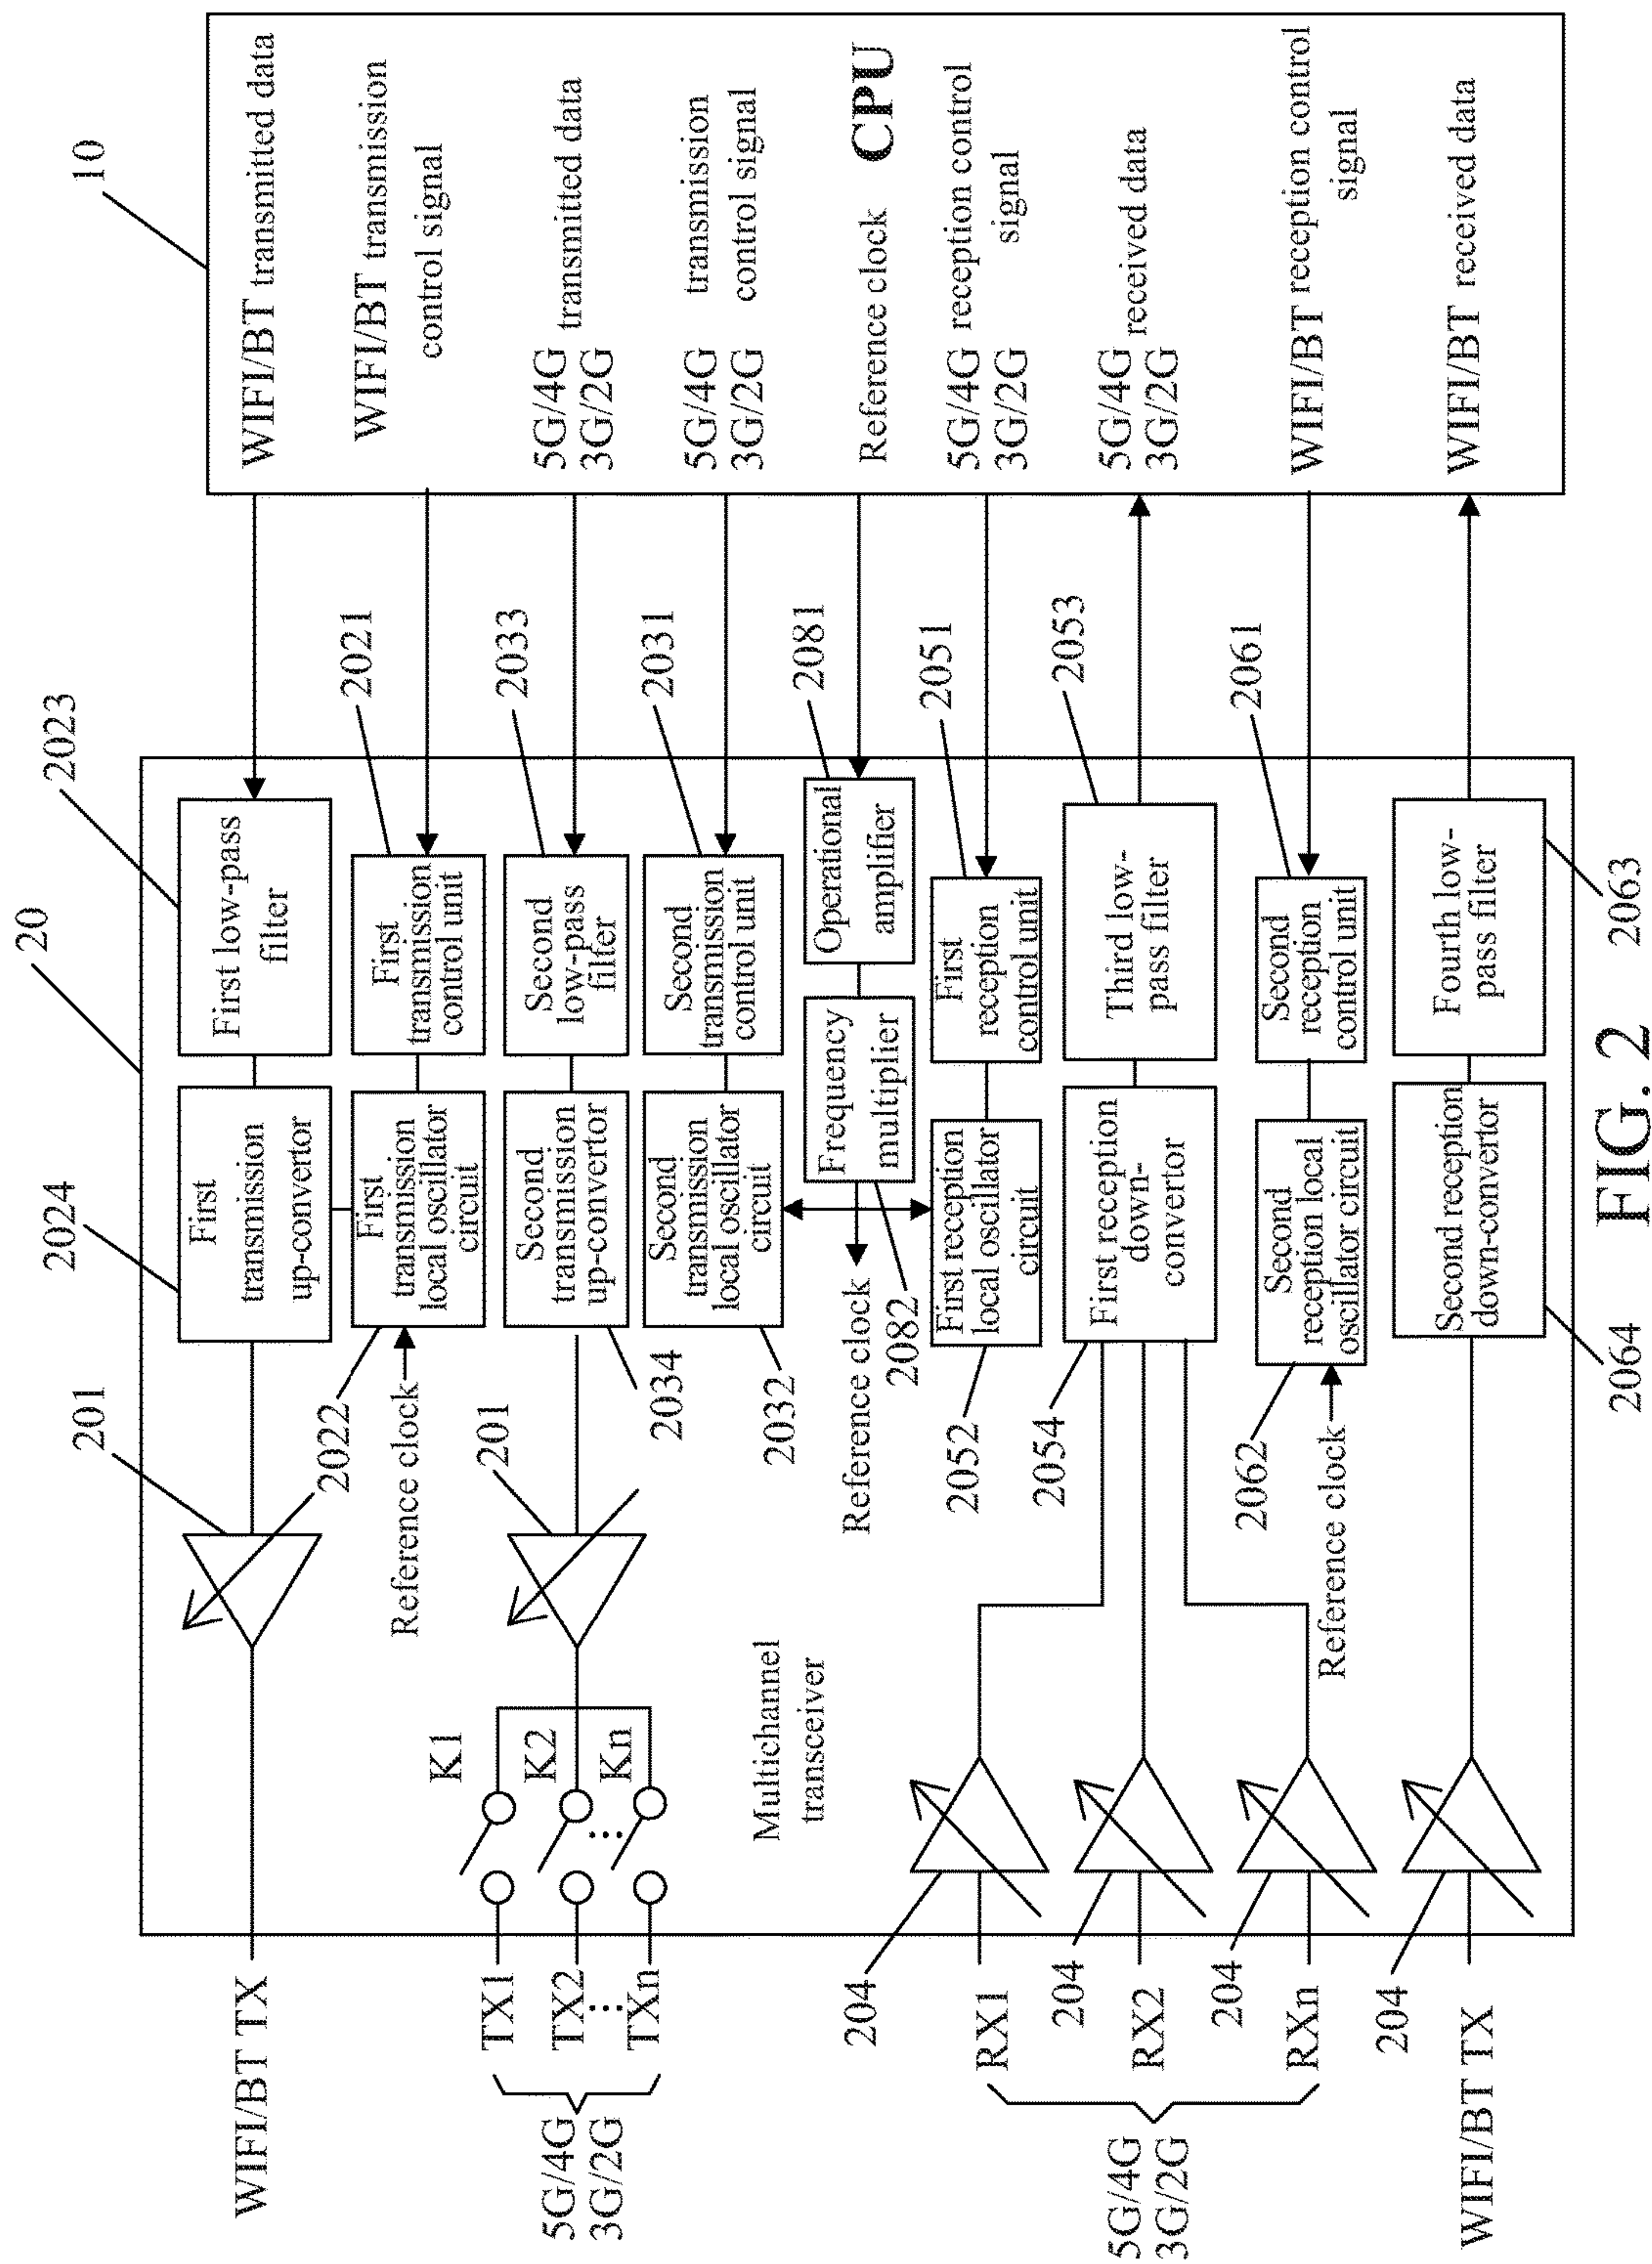 10
WIFI/BT transmitted data
WIFI/BT transmission
control signal
5G/4G
3G/2G
transmitted data
5G/4G
3G/2G
transmission
control signal
Reference clock
CPU
5G/4G
3G/2G
reception control
signal
5G/4G
3G/2G
received data
WIFI/BT reception control
signal
WIFI/BT received data
20
2023
2021
2033
2031
2081
2051
2053
2061
2063
First low-pass
filter
First
transmission
control unit
Second
low-pass
filter
Second
transmission
control unit
Operational
amplifier
First
reception
control unit
Third low-
pass filter
Second
reception
control unit
Fourth low-
pass filter
2024
First
transmission
up-convertor
First
transmission
local oscillator
circuit
Second
transmission
up-convertor
Second
transmission
local oscillator
circuit
Frequency
multiplier
First reception
local oscillator
circuit
First reception
down-
convertor
Second
reception local
oscillator circuit
Second reception
down-convertor
201
2022
Reference clock
201
2034
2032
Reference clock
2082
2052
2054
2062
Reference clock
2064
K1
K2
Kn
Multichannel
transceiver
WIFI/BT TX
TX1
TX2
TXn
5G/4G
3G/2G
204
RX1
204
RX2
204
RXn
204
5G/4G
3G/2G
WIFI/BT TX
FIG. 2